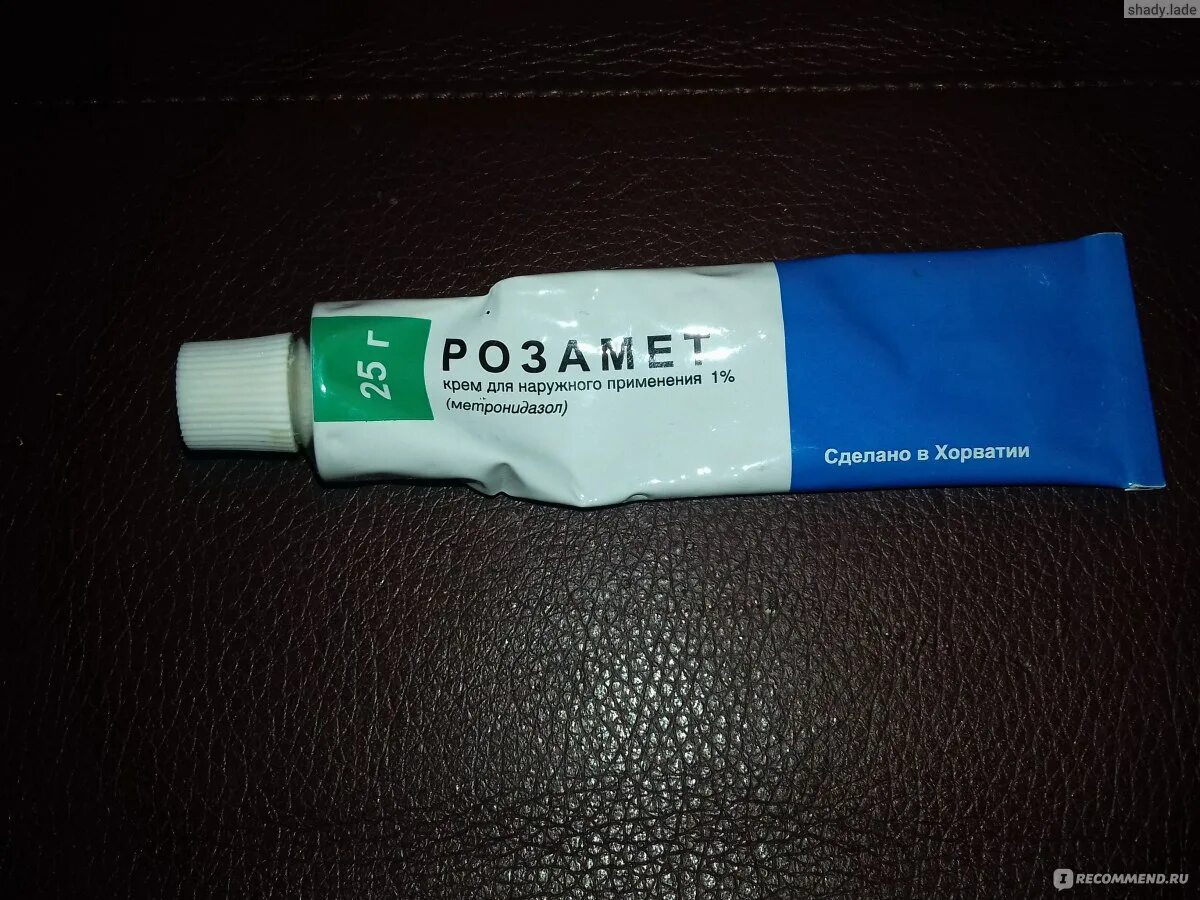 shady.lade
25 г
РОЗАМЕТ
крем для наружного применения 1%
(метронидазол)
Сделано в Хорватии
IRECOMMEND.RU